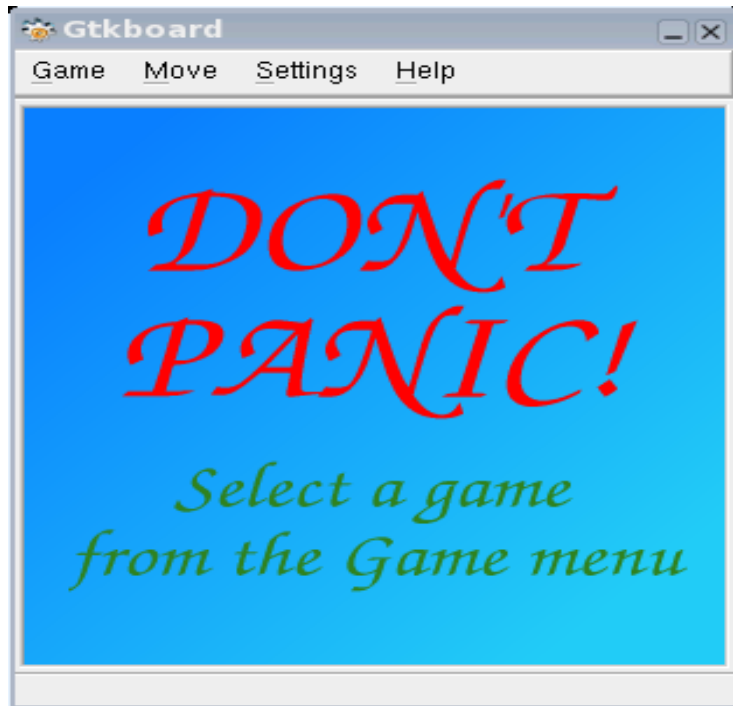 Gtkboard
Game Move Settings Help
DON'T
PANIC!
Select a game
from the Game menu